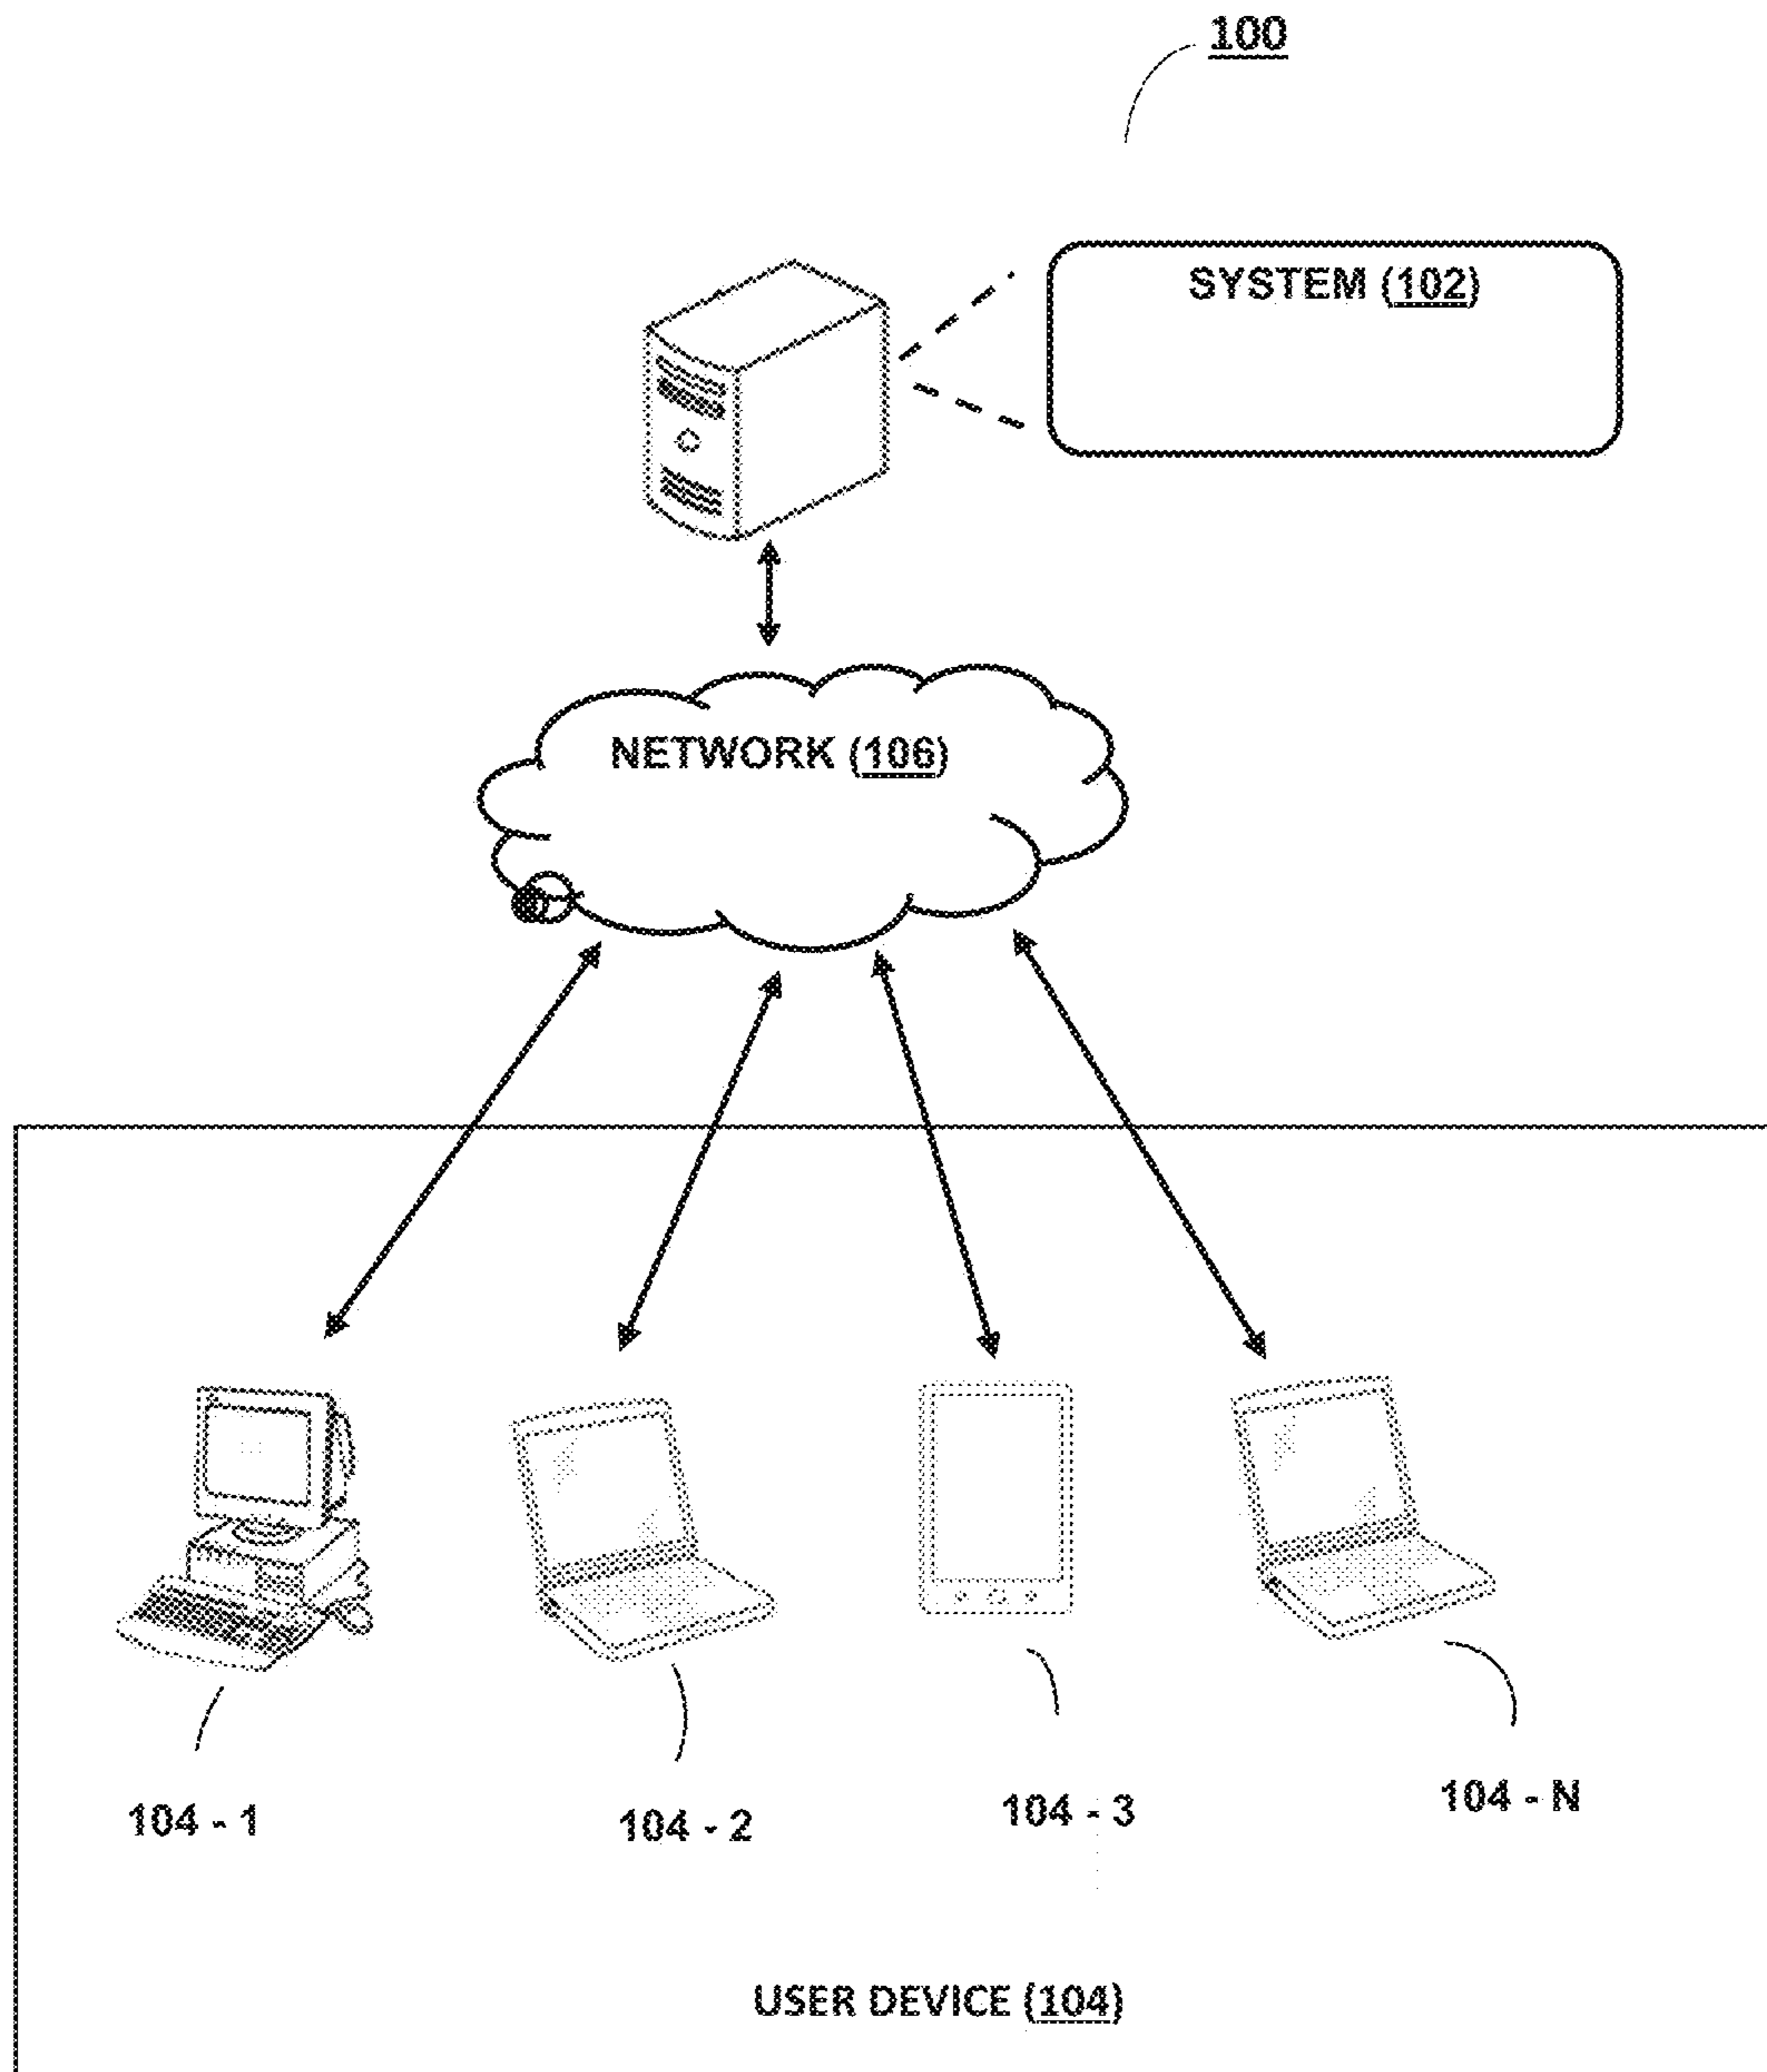 100
SYSTEM (102)
NETWORK (106)
104 - 1
104 - 2
104 - 3
104 - N
USER DEVICE (104)